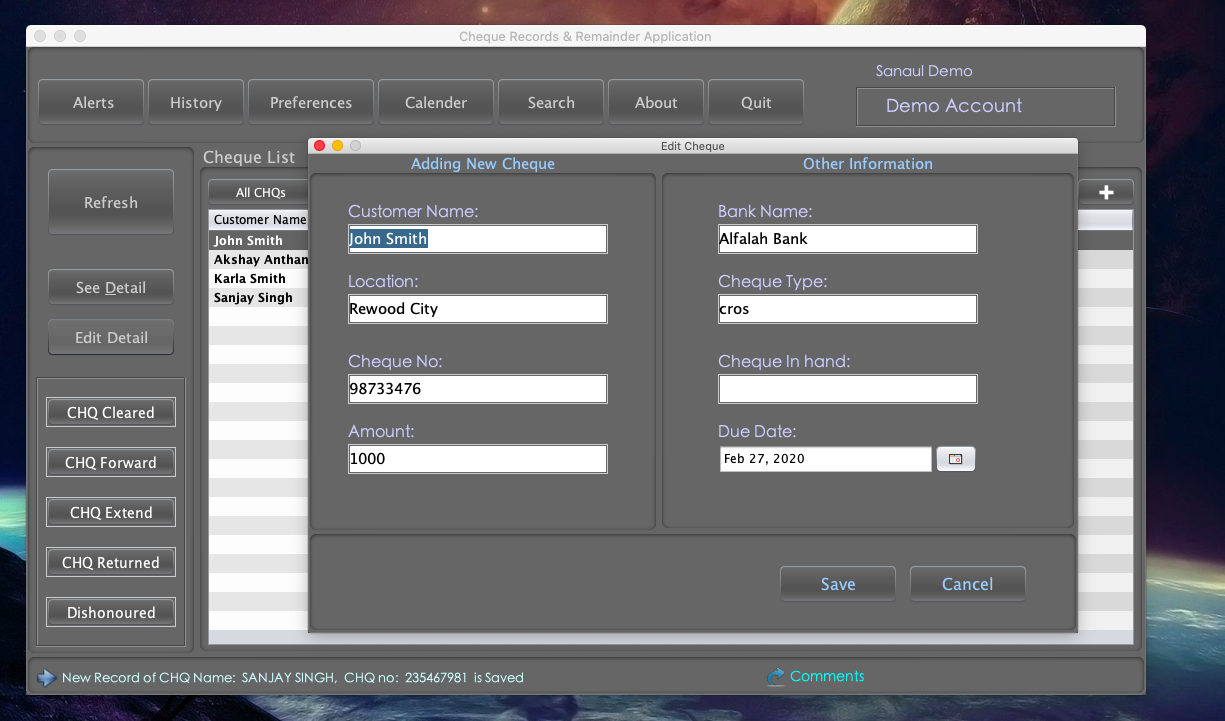 Cheque Records & Remainder Application
Alerts
History
Preferences
Calender
Search
About
Quit
Sanaul Demo
Demo Account
Refresh
See Detail
Edit Detail
CHQ Cleared
CHQ Forward
CHQ Extend
CHQ Returned
Dishonoured
Cheque List
All CHQs
+
Customer Name
John Smith
Akshay Anthan
Karla Smith
Sanjay Singh
Edit Cheque
Adding New Cheque
Customer Name:
John Smith
Location:
Rewood City
Cheque No:
98733476
Amount:
1000
Other Information
Bank Name:
Alfalah Bank
Cheque Type:
cros
Cheque In hand:
Due Date:
Feb 27, 2020
Save
Cancel
New Record of CHQ Name: SANJAY SINGH, CHQ no: 235467981 is Saved
Comments